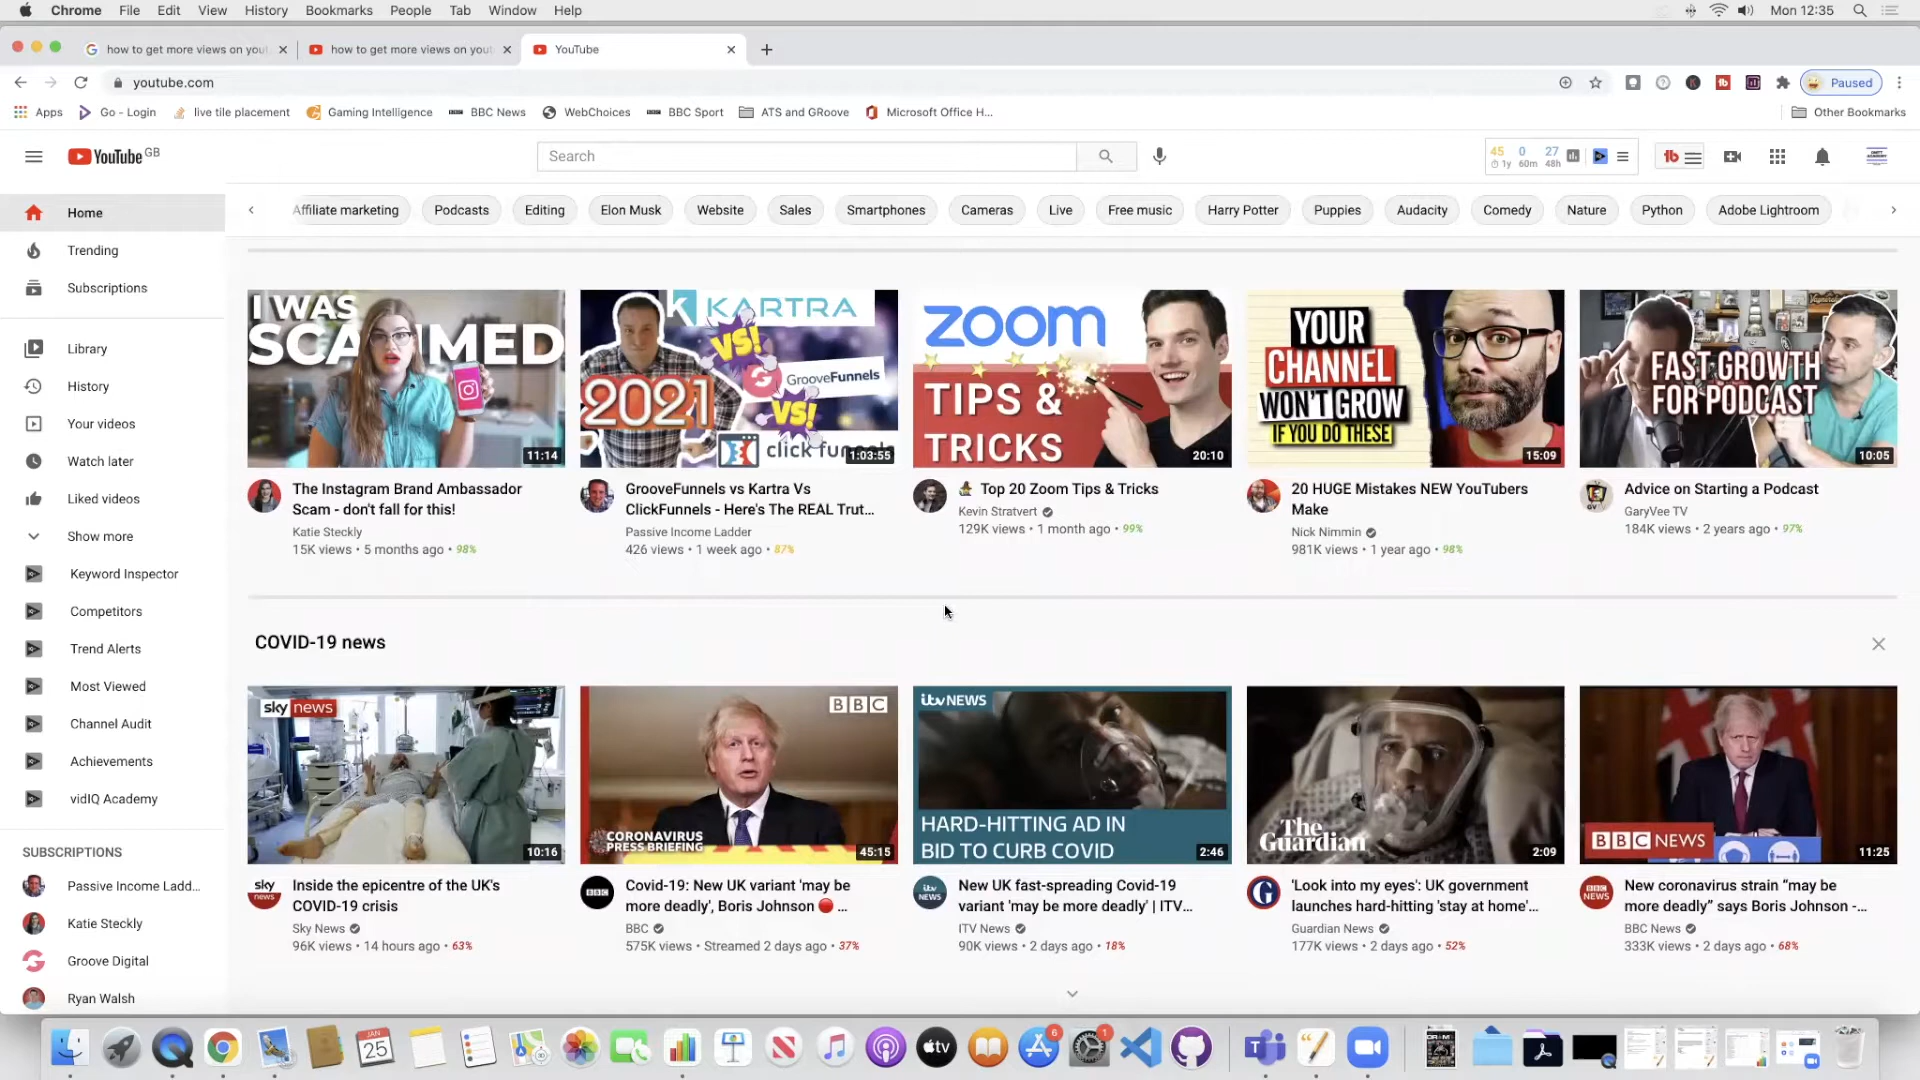 Chrome File Edit View History Bookmarks People Tab Window Help
Mon 12:35
how to get more views on yout
how to get more views on yout
YouTube
youtube.com
Paused
Apps
Go - Login
live tile placement
Gaming Intelligence
BBC News
WebChoices
BBC Sport
ATS and GRoove
Microsoft Office H...
Other Bookmarks
YouTube GB
Search
45 0 27
1y 60m 48h
tb
Affiliate marketing
Podcasts
Editing
Elon Musk
Website
Sales
Smartphones
Cameras
Live
Free music
Harry Potter
Puppies
Audacity
Comedy
Nature
Python
Adobe Lightroom
Home
Trending
Subscriptions
Library
History
Your videos
Watch later
Liked videos
Show more
Keyword Inspector
Competitors
Trend Alerts
Most Viewed
Channel Audit
Achievements
vidIQ Academy
SUBSCRIPTIONS
Passive Income Ladd...
Katie Steckly
Groove Digital
Ryan Walsh
I WAS
SCAMMED
11:14
The Instagram Brand Ambassador
Scam - don't fall for this!
Katie Steckly
15K views • 5 months ago • 98%
KARTRA
VS!
GrooveFunnels
2021
VS!
click fun
1:03:55
GrooveFunnels vs Kartra Vs
ClickFunnels - Here's The REAL Trut...
Passive Income Ladder
426 views • 1 week ago • 87%
zoom
TIPS &
TRICKS
20:10
Top 20 Zoom Tips & Tricks
Kevin Stratvert
129K views • 1 month ago • 99%
YOUR
CHANNEL
WON'T GROW
IF YOU DO THESE
15:09
20 HUGE Mistakes NEW YouTubers
Make
Nick Nimmin
981K views • 1 year ago • 98%
FAST GROWTH
FOR PODCAST
10:05
Advice on Starting a Podcast
GaryVee TV
184K views • 2 years ago • 97%
COVID-19 news
sky news
10:16
Inside the epicentre of the UK's
COVID-19 crisis
Sky News
96K views • 14 hours ago • 63%
BBC
CORONAVIRUS
PRESS BRIEFING
45:15
Covid-19: New UK variant 'may be
more deadly', Boris Johnson 🔴 ...
BBC
575K views • Streamed 2 days ago • 37%
itv NEWS
HARD-HITTING AD IN
BID TO CURB COVID
2:46
New UK fast-spreading Covid-19
variant 'may be more deadly' | ITV...
ITV News
90K views • 2 days ago • 18%
The
Guardian
2:09
'Look into my eyes': UK government
launches hard-hitting 'stay at home'...
Guardian News
177K views • 2 days ago • 52%
BBC NEWS
11:25
New coronavirus strain “may be
more deadly” says Boris Johnson -...
BBC News
333K views • 2 days ago • 68%
JAN
25
tv
6
1